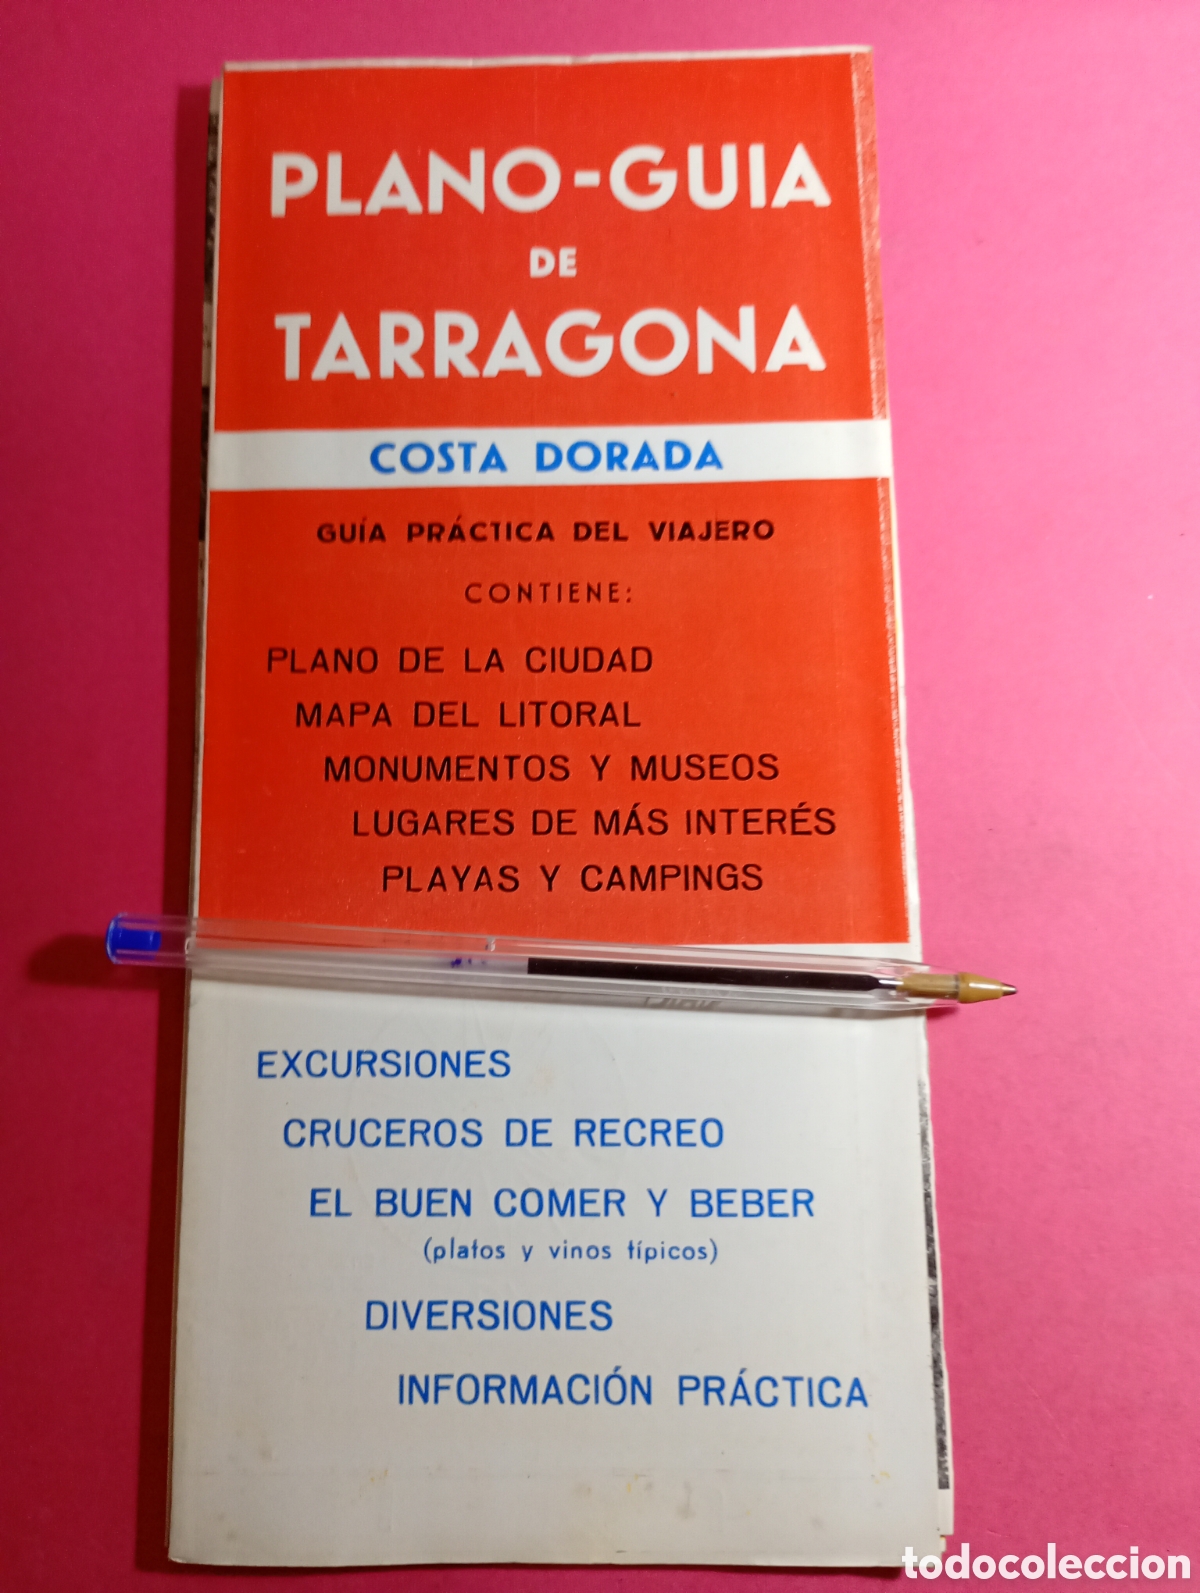 PLANO-GUIA
DE
TARRAGONA
COSTA DORADA
GUÍA PRÁCTICA DEL VIAJERO
CONTIENE:
PLANO DE LA CIUDAD
MAPA DEL LITORAL
MONUMENTOS Y MUSEOS
LUGARES DE MÁS INTERÉS
PLAYAS Y CAMPINGS
EXCURSIONES
CRUCEROS DE RECREO
EL BUEN COMER Y BEBER
(platos y vinos típicos)
DIVERSIONES
INFORMACIÓN PRÁCTICA
todocoleccion